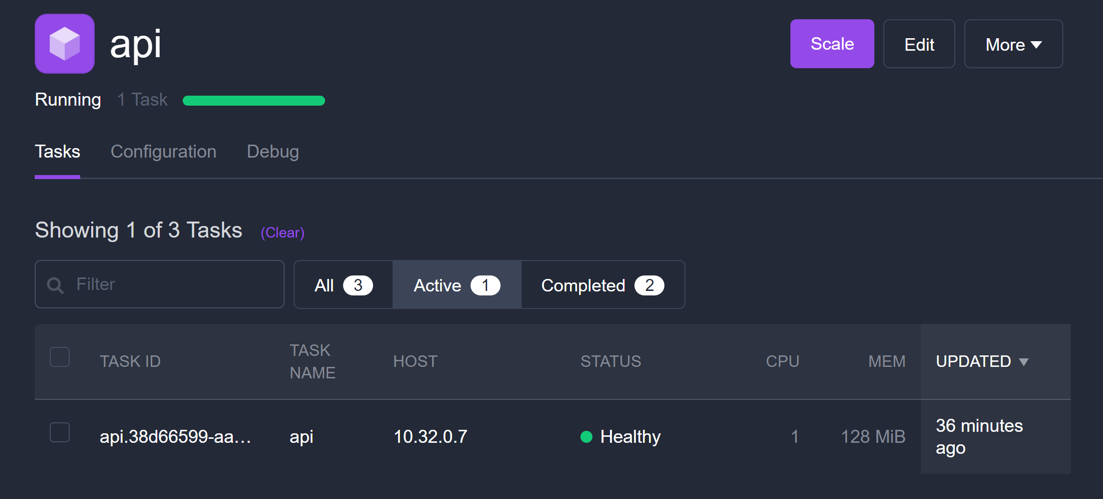 api
Scale Edit More
Running 1 Task
Tasks Configuration Debug
Showing 1 of 3 Tasks (Clear)
Filter All 3 Active 1 Completed 2
TASK ID TASK NAME HOST STATUS CPU MEM UPDATED
api.38d66599-aa… api 10.32.0.7 Healthy 1 128 MiB 36 minutes ago